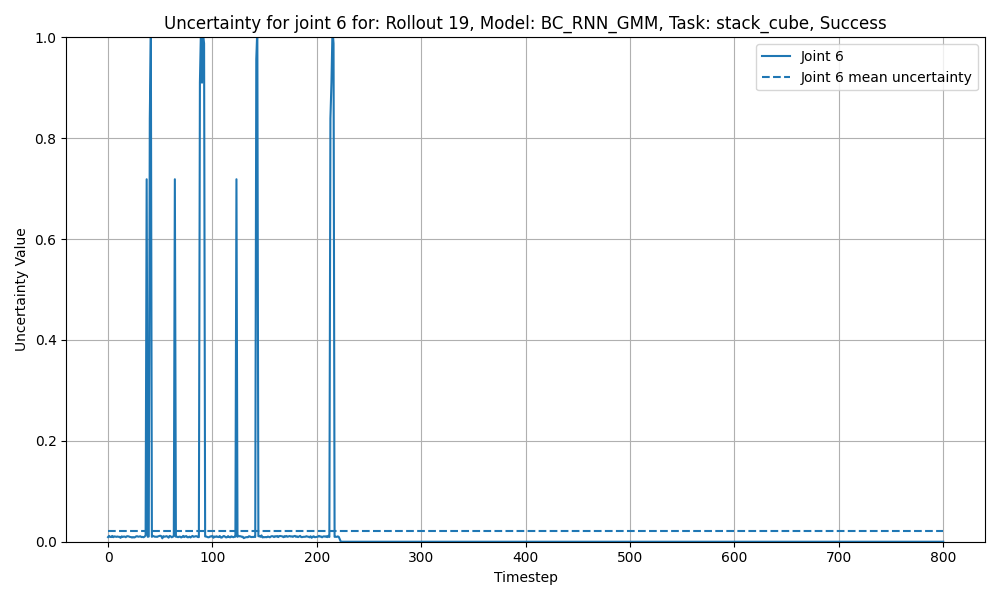 Uncertainty for joint 6 for: Rollout 19, Model: BC_RNN_GMM, Task: stack_cube, Success
Joint 6
Joint 6 mean uncertainty
Uncertainty Value
1.0
0.8
0.6
0.4
0.2
0.0
0 100 200 300 400 500 600 700 800
Timestep